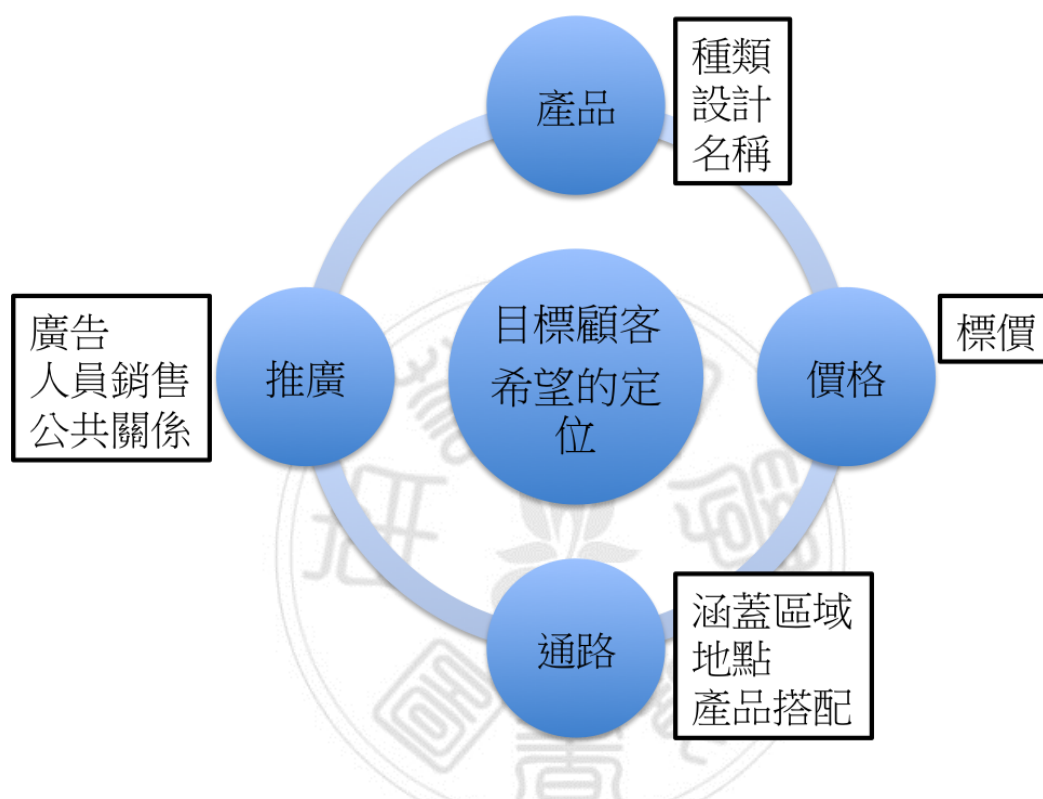 產品
種類
設計
名稱
目標顧客
希望的定
位
廣告
人員銷售
公共關係
推廣
價格
標價
通路
涵蓋區域
地點
產品搭配